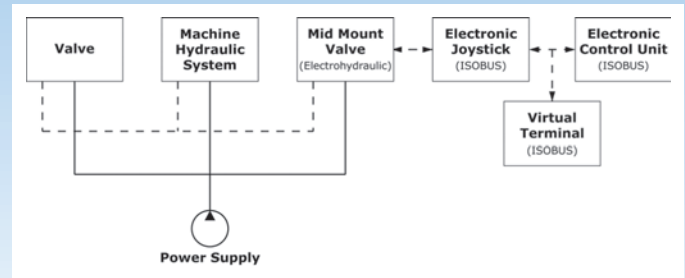 Valve
Machine
Hydraulic
System
Mid Mount
Valve
(Electrohydraulic)
Electronic
Joystick
(ISOBUS)
Electronic
Control Unit
(ISOBUS)
Virtual
Terminal
(ISOBUS)
Power Supply